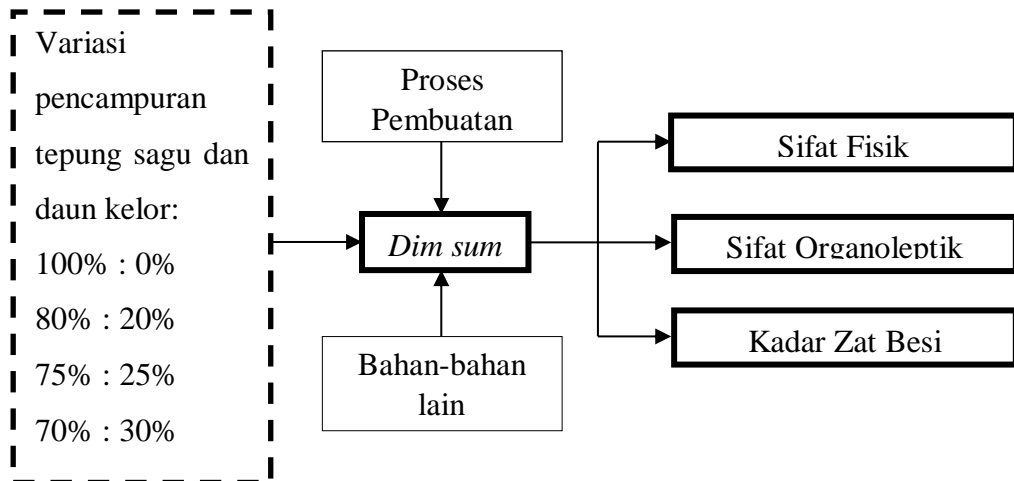 Variasi
pencampuran
tepung sagu dan
daun kelor:
100% : 0%
80% : 20%
75% : 25%
70% : 30%
Proses
Pembuatan
Dim sum
Bahan-bahan
lain
Sifat Fisik
Sifat Organoleptik
Kadar Zat Besi